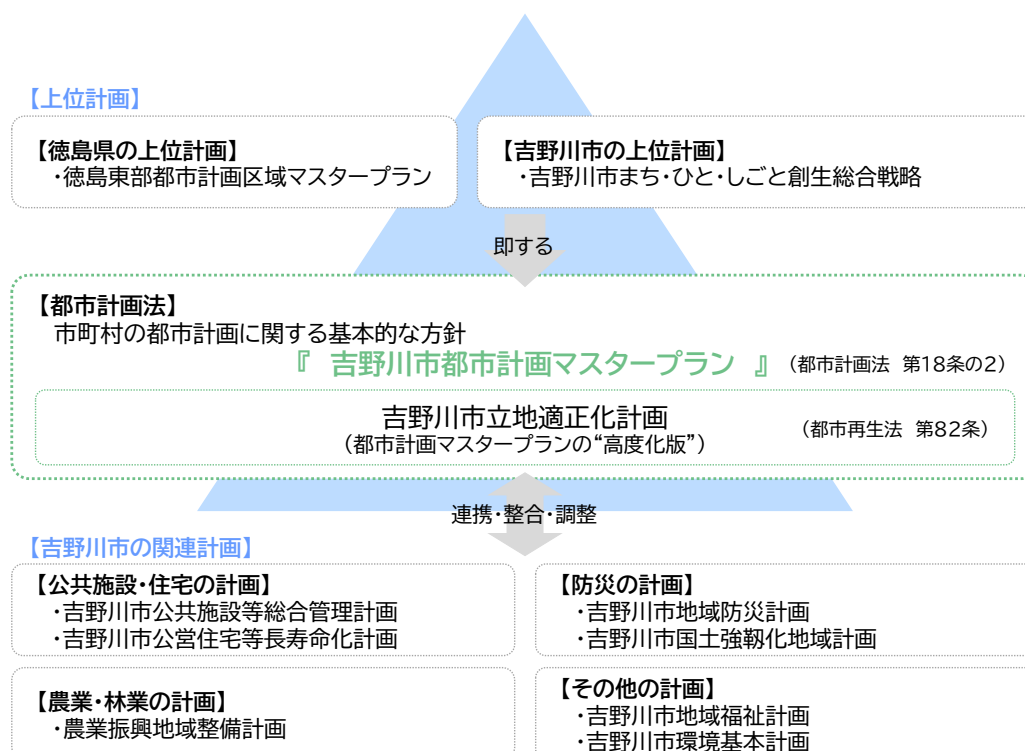 【上位計画】
【徳島県の上位計画】
・徳島東部都市計画区域マスタープラン
【吉野川市の上位計画】
・吉野川市まち・ひと・しごと創生総合戦略
即する
【都市計画法】
市町村の都市計画に関する基本的な方針
『 吉野川市都市計画マスタープラン 』 （都市計画法 第18条の2）
吉野川市立地適正化計画
（都市計画マスタープランの“高度化版”）
（都市再生法 第82条）
連携・整合・調整
【吉野川市の関連計画】
【公共施設・住宅の計画】
・吉野川市公共施設等総合管理計画
・吉野川市公営住宅等長寿命化計画
【防災の計画】
・吉野川市地域防災計画
・吉野川市国土強靱化地域計画
【農業・林業の計画】
・農業振興地域整備計画
【その他の計画】
・吉野川市地域福祉計画
・吉野川市環境基本計画